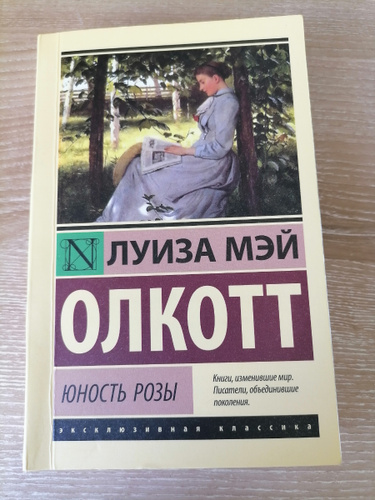 N ЛУИЗА МЭЙ
ОЛКОТТ
ЮНОСТЬ РОЗЫ
Книги, изменившие мир.
Писатели, объединившие
поколения.
эксклюзивная классика